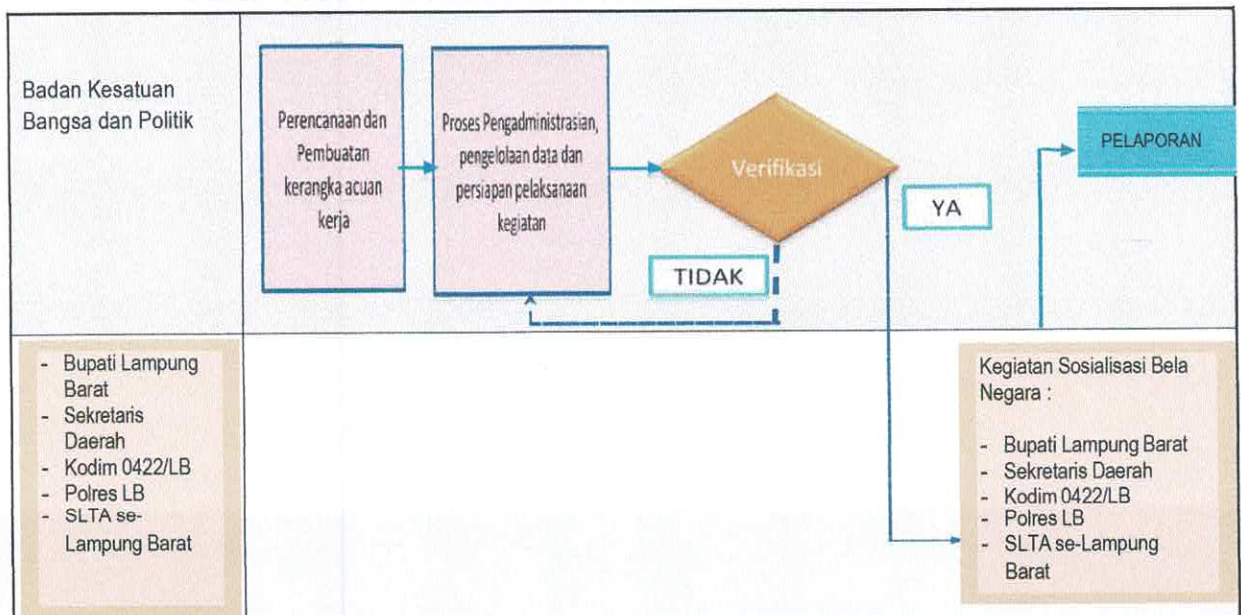 Badan Kesatuan
Bangsa dan Politik
Perencanaan dan
Pembuatan
kerangka acuan
kerja
Proses Pengadministrasian,
pengelolaan data dan
persiapan pelaksanaan
kegiatan
Verifikasi
YA
TIDAK
PELAPORAN
- Bupati Lampung
Barat
- Sekretaris
Daerah
- Kodim 0422/LB
- Polres LB
- SLTA se-
Lampung Barat
Kegiatan Sosialisasi Bela
Negara :
- Bupati Lampung Barat
- Sekretaris Daerah
- Kodim 0422/LB
- Polres LB
- SLTA se-Lampung
Barat